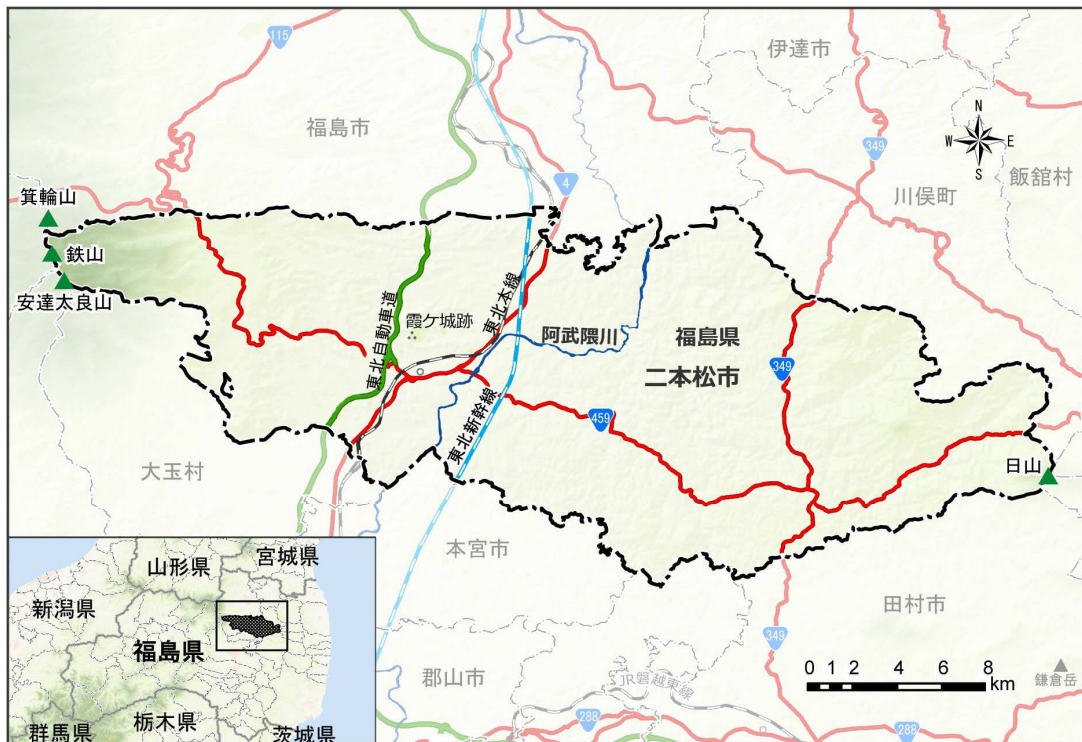 115
伊達市
福島市
N
W E
S
349
4
川俣町
飯舘村
箕輪山
鉄山
安達太良山
東北自動車道
霞ケ城跡
東北本線
阿武隈川
福島県
二本松市
349
459
東北新幹線
大玉村
日山
本宮市
田村市
349
郡山市
JR磐越東線
288
288
鎌倉岳
0 1 2 4 6 8
km
山形県
宮城県
新潟県
福島県
群馬県
栃木県
茨城県